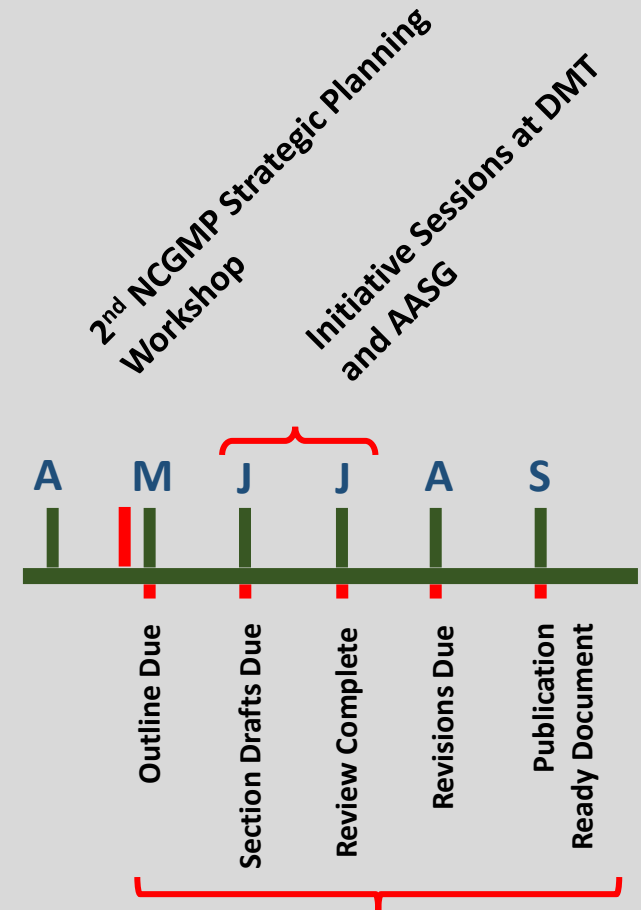 2nd NCGMP Strategic Planning
Workshop
Initiative Sessions at DMT
and AASG
A
M
J
J
A
S
Outline Due
Section Drafts Due
Review Complete
Revisions Due
Publication
Ready Document